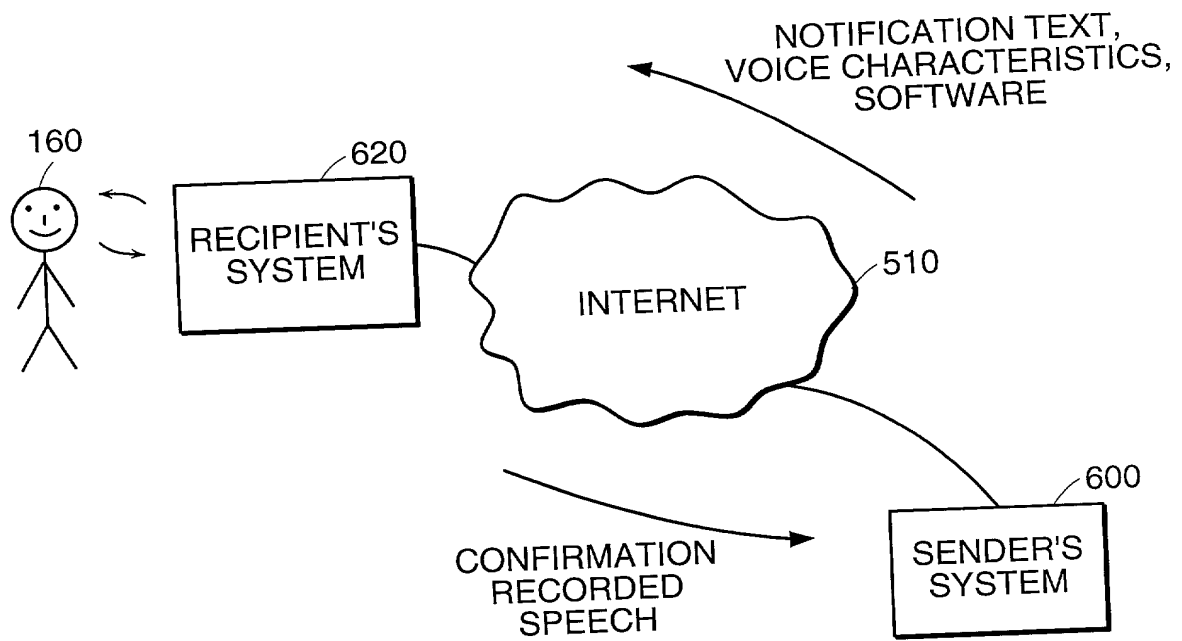 NOTIFICATION TEXT,
VOICE CHARACTERISTICS,
SOFTWARE
160
620
RECIPIENT'S
SYSTEM
510
INTERNET
600
CONFIRMATION
RECORDED
SPEECH
SENDER'S
SYSTEM